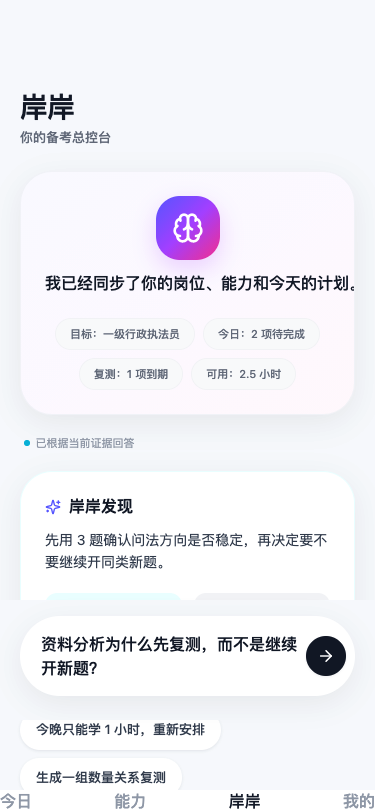 岸岸
你的备考总控台
我已经同步了你的岗位、能力和今天的计划。
目标：一级行政执法员
今日：2 项待完成
复测：1 项到期
可用：2.5 小时
已根据当前证据回答
岸岸发现
先用 3 题确认问法方向是否稳定，再决定要不
要继续开同类新题。
资料分析为什么先复测，而不是继续
开新题？
今晚只能学 1 小时，重新安排
生成一组数量关系复测
今日
能力
岸岸
我的